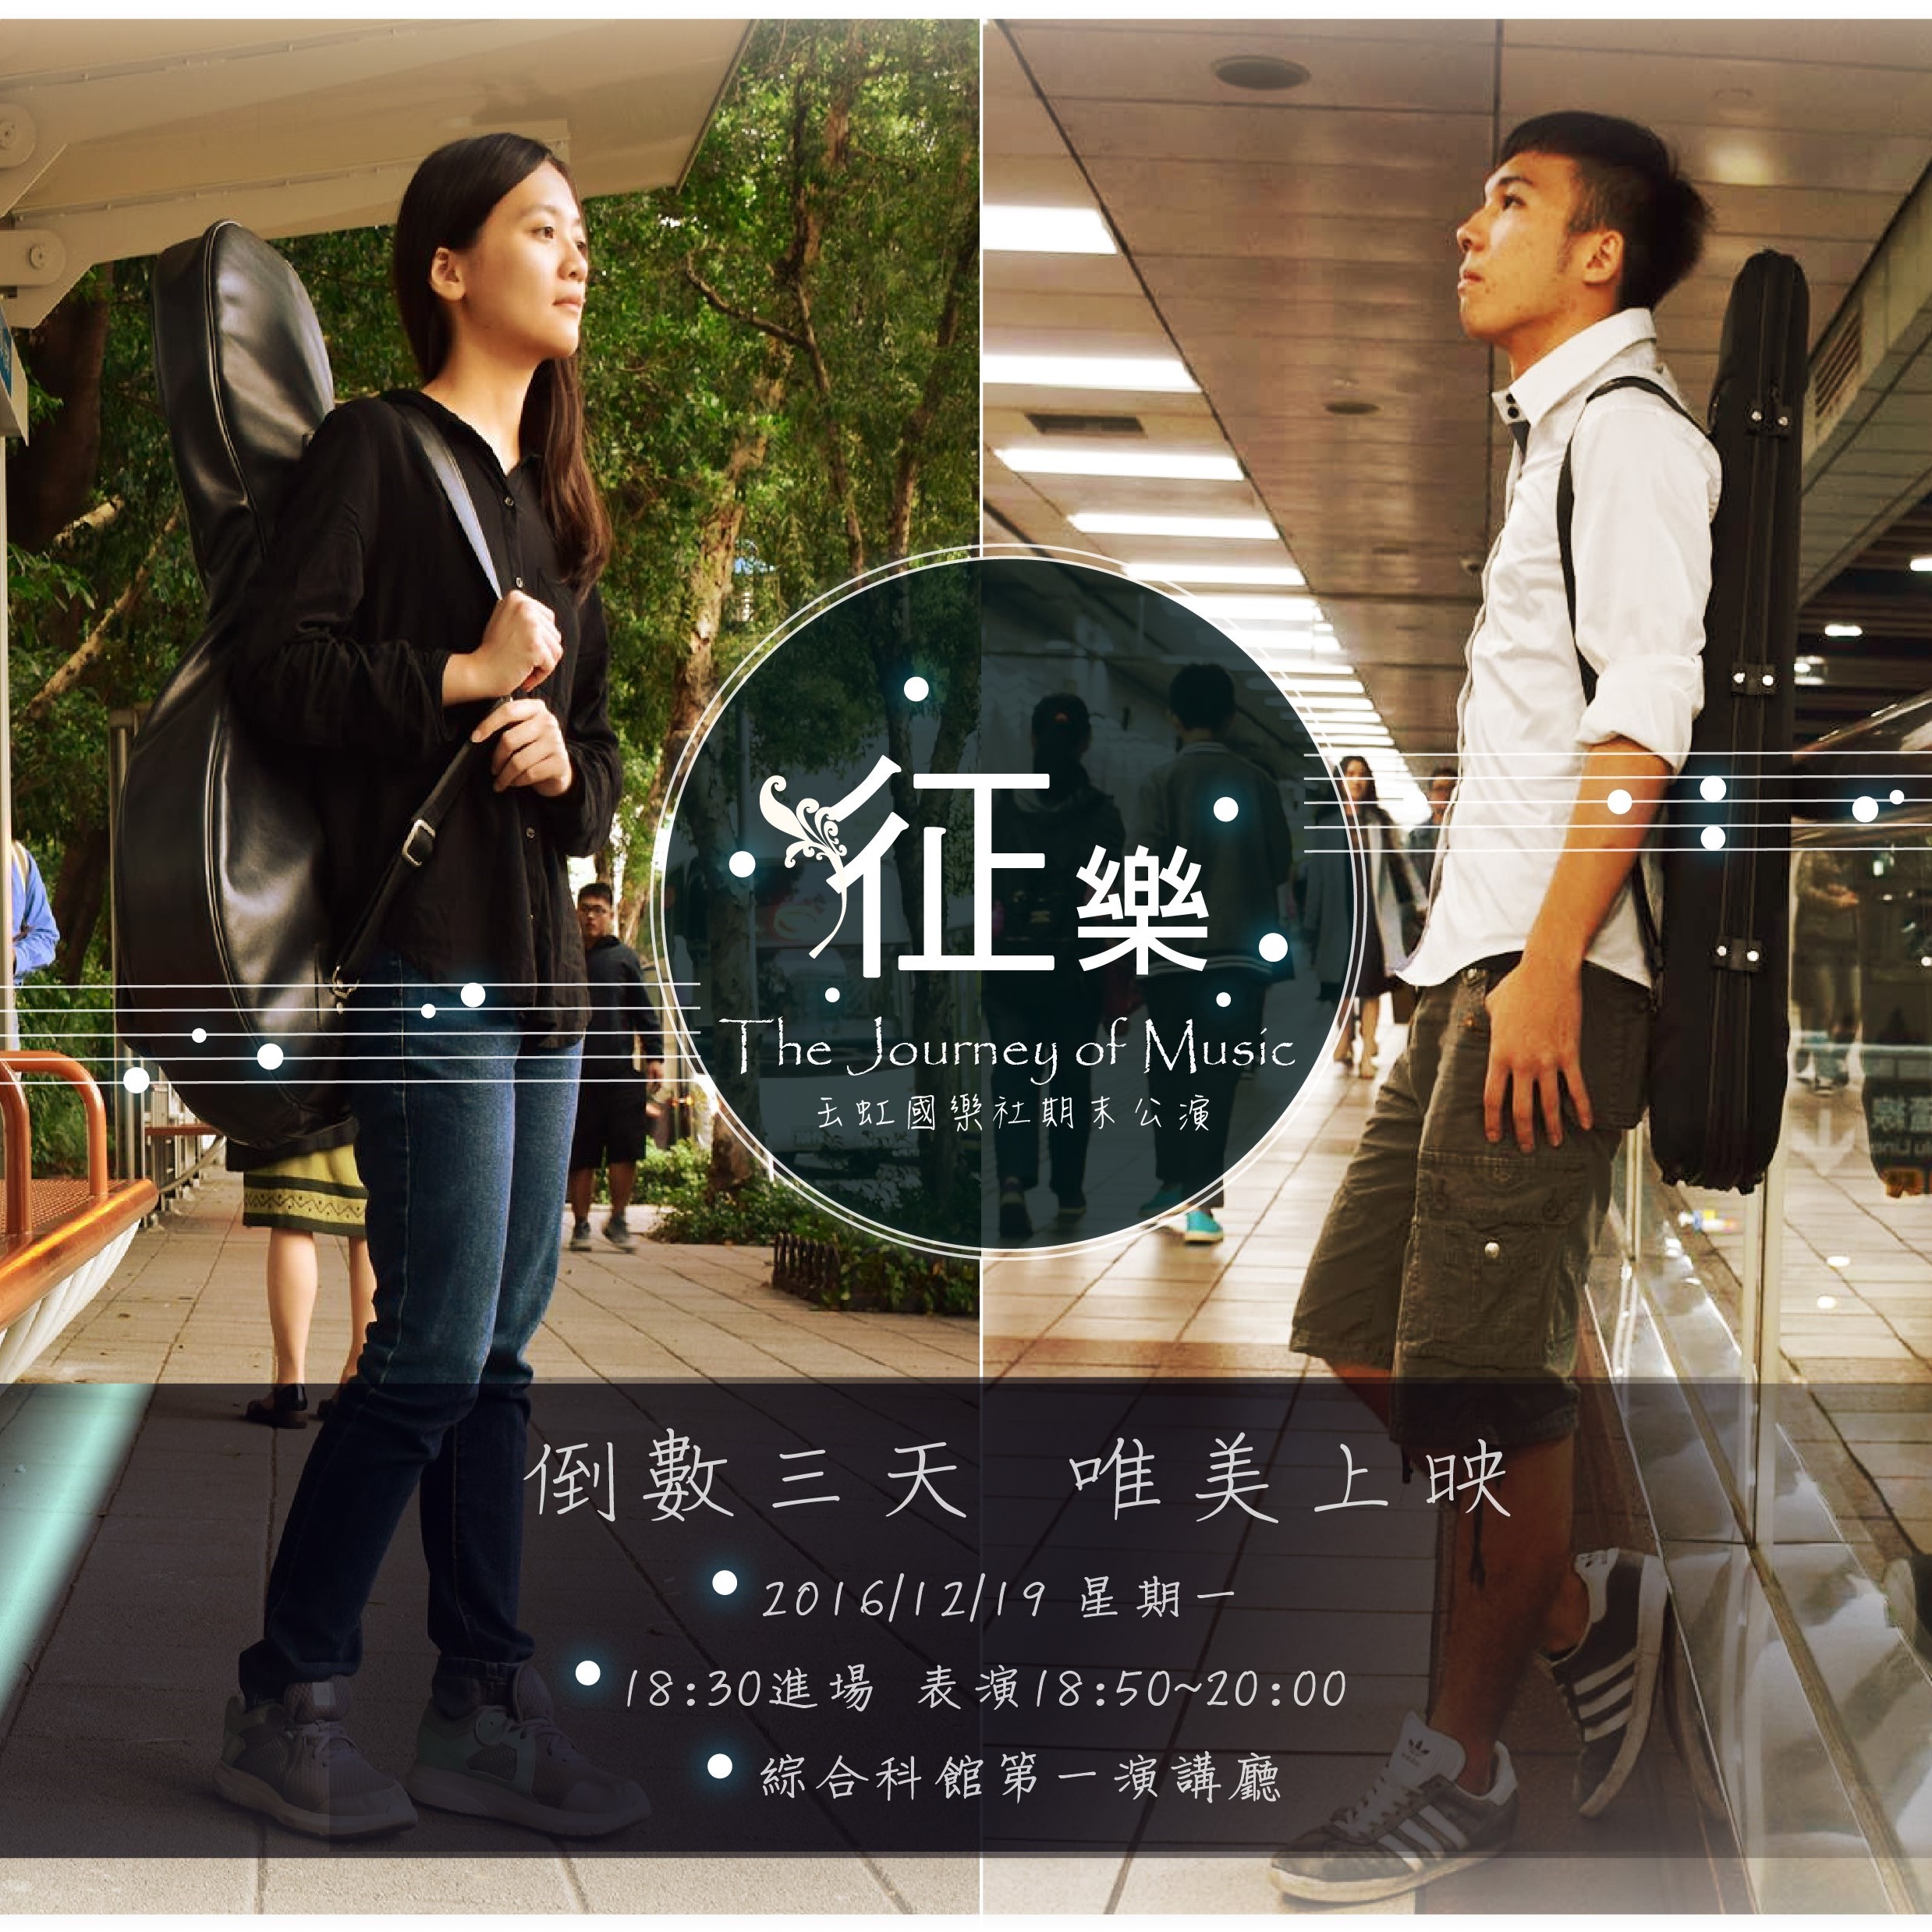 征樂
The Journey of Music
玉虹國樂社期末公演
倒數三天 唯美上映
2016/12/19 星期一
18:30進場 表演18:50~20:00
綜合科館第一演講廳